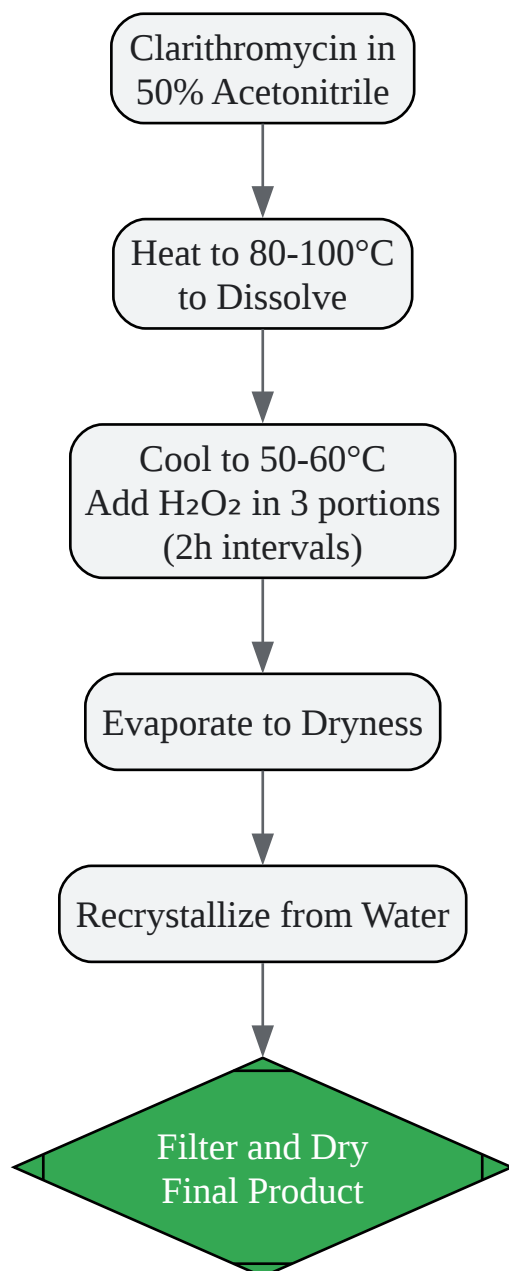 Clarithromycin in
50% Acetonitrile
Heat to 80-100°C
to Dissolve
Cool to 50-60°C
Add H₂O₂ in 3 portions
(2h intervals)
Evaporate to Dryness
Recrystallize from Water
Filter and Dry
Final Product